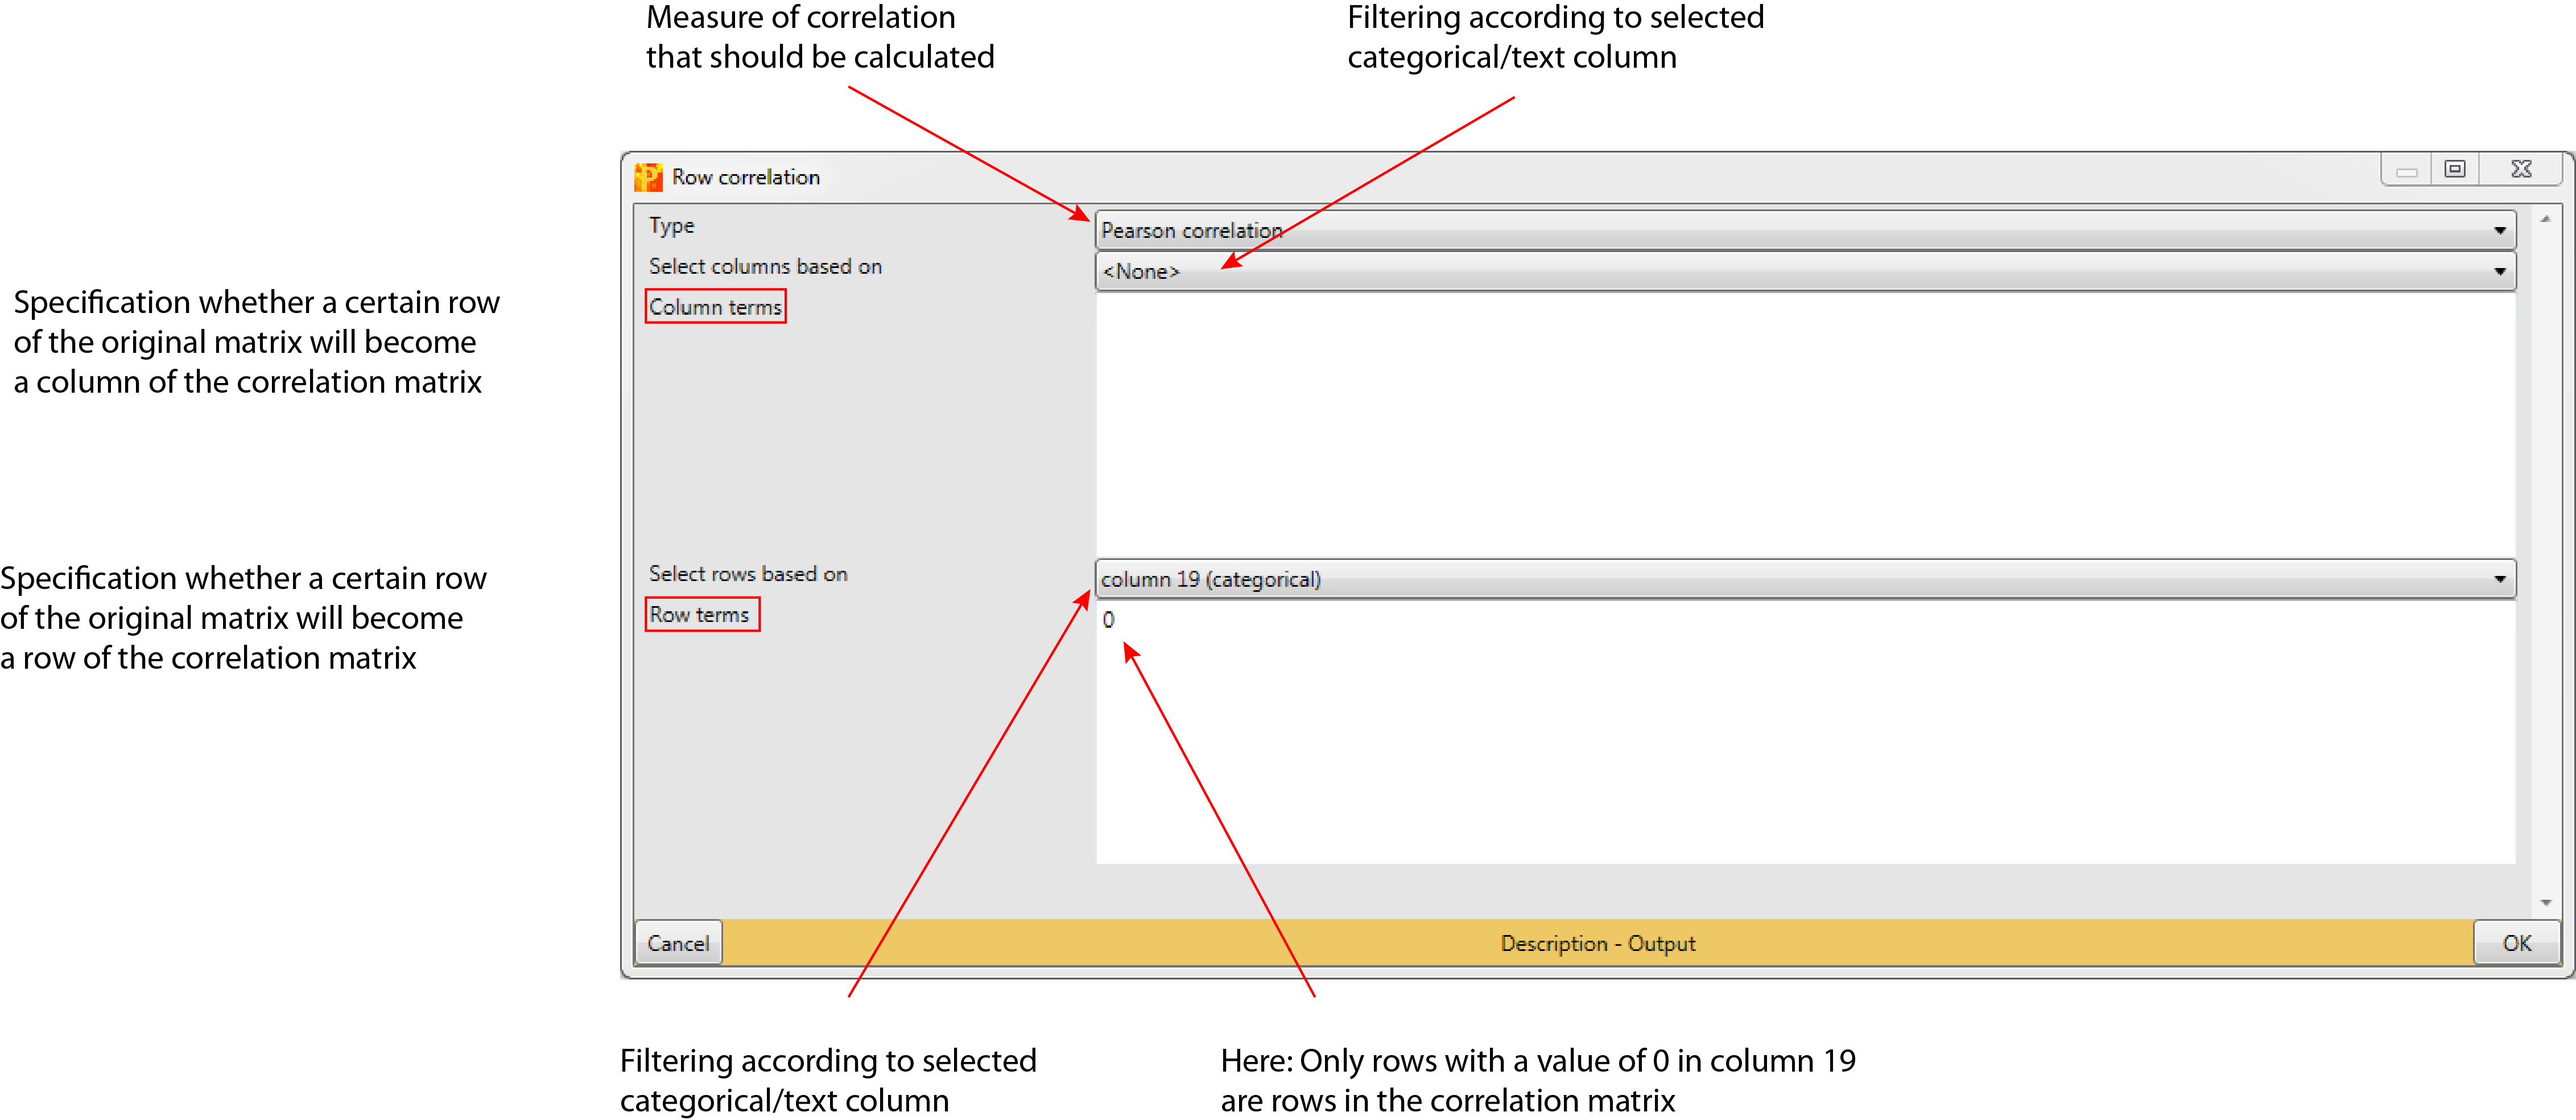 Measure of correlation
that should be calculated
Filtering according to selected
categorical/text column
Row correlation
Type
Pearson correlation
Select columns based on
<None>
Column terms
Specification whether a certain row
of the original matrix will become
a column of the correlation matrix
Select rows based on
column 19 (categorical)
Row terms
0
Specification whether a certain row
of the original matrix will become
a row of the correlation matrix
Cancel
Description - Output
OK
Filtering according to selected
categorical/text column
Here: Only rows with a value of 0 in column 19
are rows in the correlation matrix